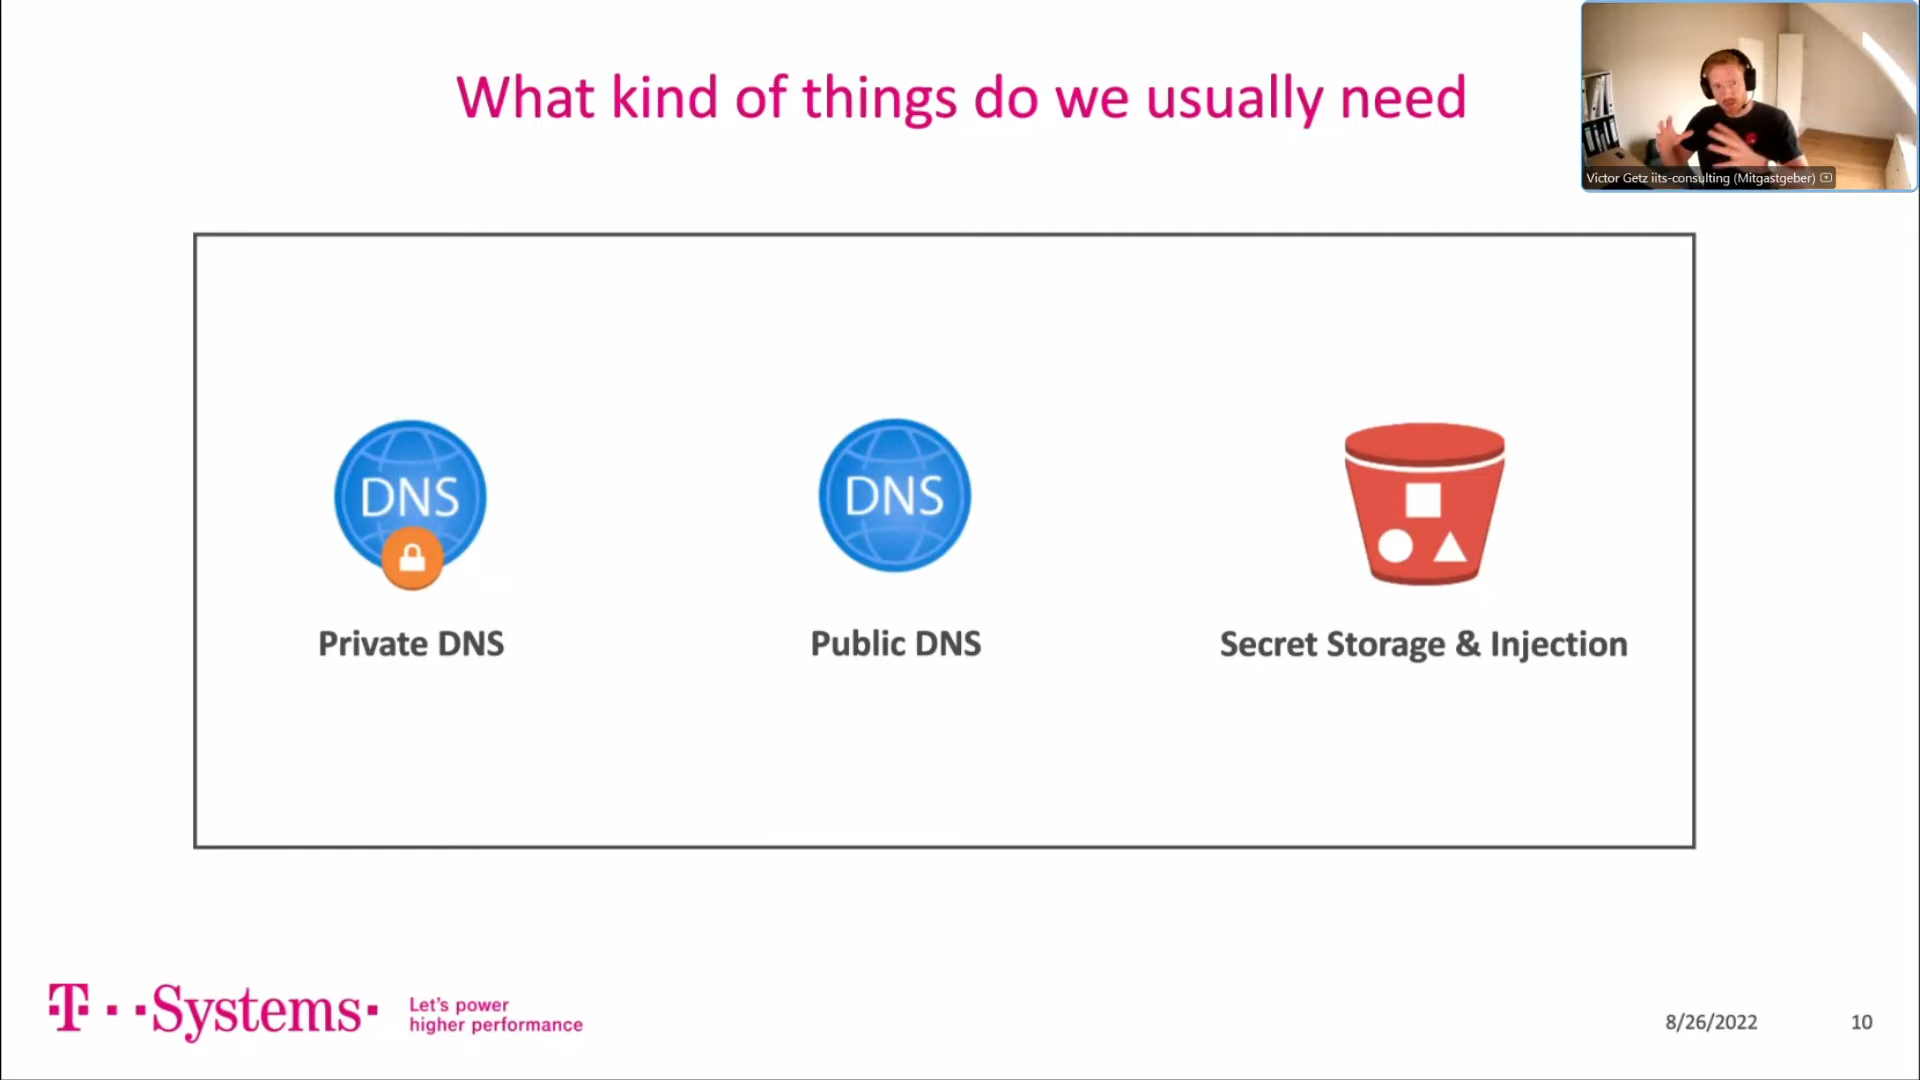 What kind of things do we usually need
Victor Getz iits-consulting (Mitgastgeber)
DNS
DNS
Private DNS
Public DNS
Secret Storage & Injection
T · · Systems ·
Let's power
higher performance
8/26/2022
10